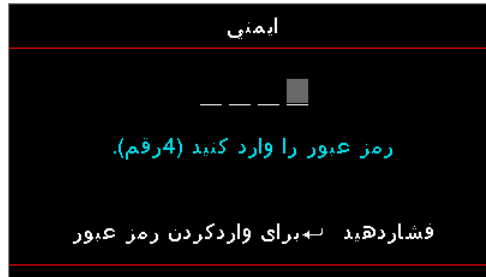 ایمنی
_ _ _ _
رمز عبور را وارد کنید (4رقم).
فشاردهید ↵برای واردکردن رمز عبور